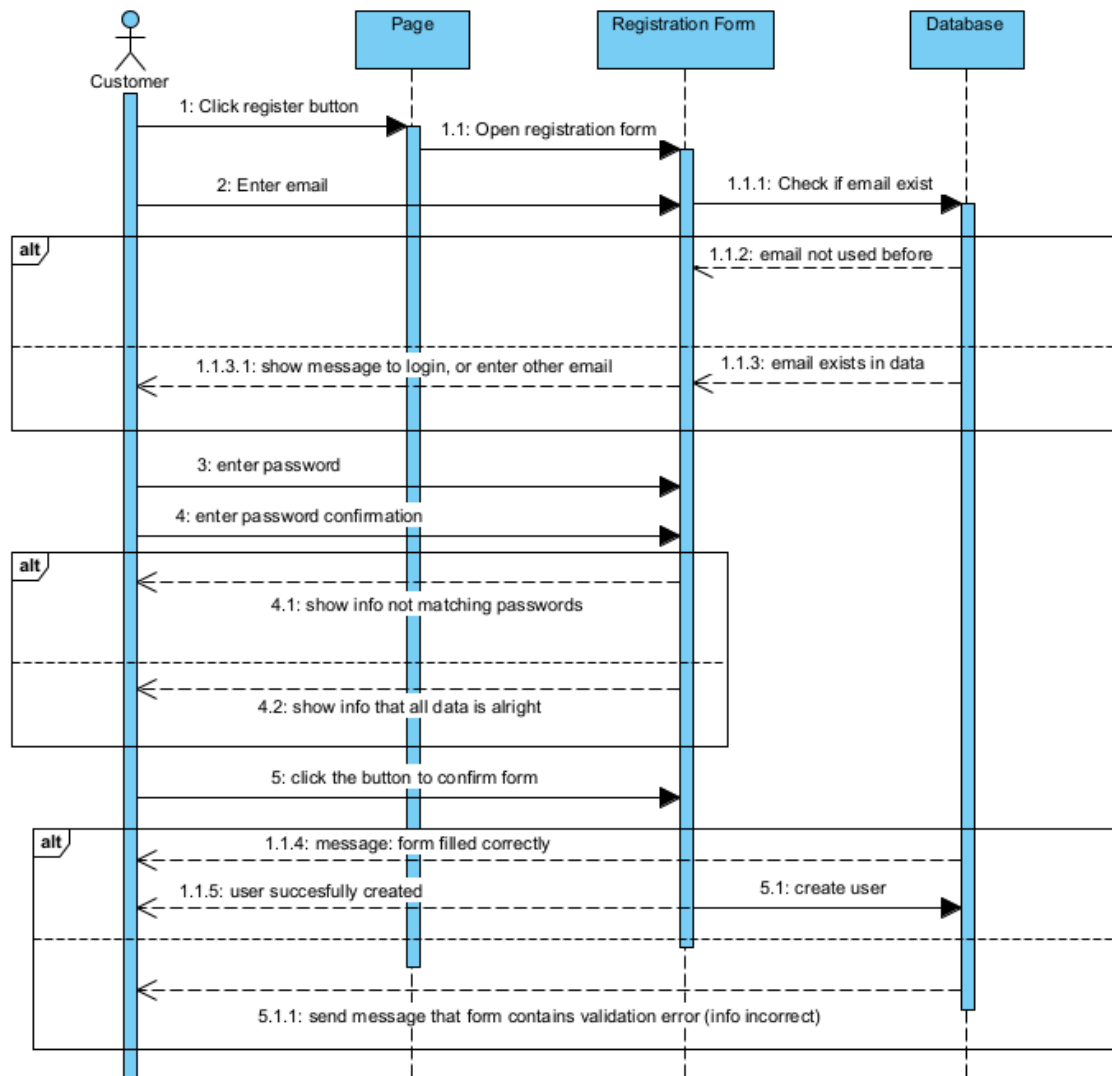 Page
Registration Form
Database
Customer
1: Click register button
1.1: Open registration form
2: Enter email
1.1.1: Check if email exist
alt
1.1.2: email not used before
1.1.3.1: show message to login, or enter other email
1.1.3: email exists in data
3: enter password
4: enter password confirmation
alt
4.1: show info not matching passwords
4.2: show info that all data is alright
5: click the button to confirm form
alt
1.1.4: message: form filled correctly
1.1.5: user succesfully created
5.1: create user
5.1.1: send message that form contains validation error (info incorrect)